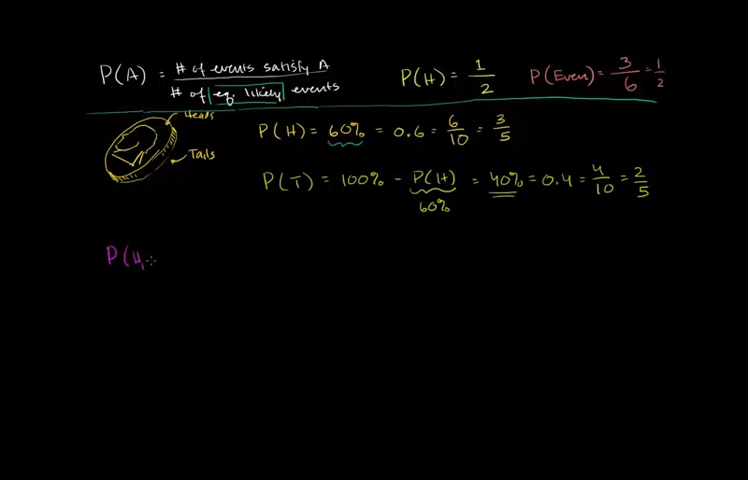 P(A) = # of events satisfy A / # of eq. likely events
P(H) = 1/2
P(Even) = 3/6 = 1/2
Heads
Tails
P(H) = 60% = 0.6 = 6/10 = 3/5
P(T) = 100% - P(H) = 40% = 0.4 = 4/10 = 2/5
60%
P(H,